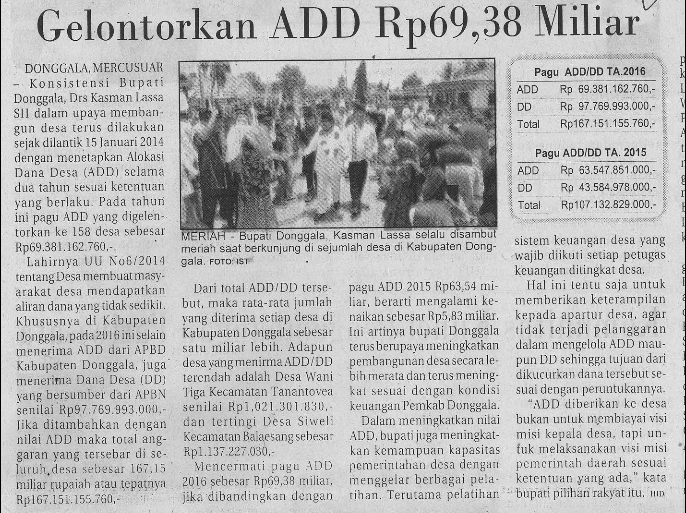 Gelontorkan ADD Rp69,38 Miliar
DONGGALA, MERCUSUAR
– Konsistensi Bupati
Donggala, Drs Kasman Lassa
SH dalam upaya memban-
gun desa terus dilakukan
sejak dilantik 15 Januari 2014
dengan menetapkan Alokasi
Dana Desa (ADD) selama
dua tahun sesuai ketentuan
yang berlaku. Pada tahun
ini pagu ADD yang digelon-
torkan ke 158 desa sebesar
Rp69.381.162.760,-.
Lahirnya UU No6/2014
tentang Desa membuat masy-
arakat desa mendapatkan
aliran dana yang tidak sedikit.
Khususnya di Kabupaten
Donggala, pada 2016 ini selain
menerima ADD dari APBD
Kabupaten Donggala, juga
menerima Dana Desa (DD)
yang bersumber dari APBN
senilai Rp97.769.993.000,-
Jika ditambahkan dengan
nilai ADD maka total ang-
garan yang tersebar di se-
luruh desa sebesar 167,15
miliar rupaiah atau tepatnya
Rp167.151.155.760,-
MERIAH - Bupati Donggala, Kasman Lassa selalu disambut
meriah saat berkunjung di sejumlah desa di Kabupaten Dong-
gala. FOTO: IST
Dari total ADD/DD terse-
but, maka rata-rata jumlah
yang diterima setiap desa di
Kabupaten Donggala sebesar
satu miliar lebih. Adapun
desa yang menirma ADD/DD
terendah adalah Desa Wani
Tiga Kecamatan Tanantovea
senilai Rp1,021.301.830,-
dan tertingi Desa Siweli
Kecamatan Balaesang sebesar
Rp1.137.227.030,-
Mencermati pagu ADD
2016 sebesar Rp69,38 miliar,
jika dibandingkan dengan
pagu ADD 2015 Rp63,54 mi-
liar, berarti mengalami ke-
naikan sebesar Rp5,83 miliar.
Ini artinya bupati Donggala
terus berupaya meningkatkan
pembangunan desa secara le-
bih merata dan terus mening-
kat sesuai dengan kondisi
keuangan Pemkab Donggala.
Dalam meningkatkan nilai
ADD, bupati juga meningkat-
kan kemampuan kapasitas
pemerintahan desa dengan
menggelar berbagai pela-
tihan. Terutama pelatihan
Pagu ADD/DD TA.2016
ADD Rp 69.381.162.760,-
DD Rp 97.769.993.000,-
Total Rp167.151.155.760,-
Pagu ADD/DD TA. 2015
ADD Rp 63.547.851.000,-
DD Rp 43.584.978.000,-
Total Rp107.132.829.000,-
sistem keuangan desa yang
wajib diikuti setiap petugas
keuangan ditingkat desa.
Hal ini tentu saja untuk
memberikan keterampilan
kepada apartur desa, agar
tidak terjadi pelanggaran
dalam mengelola ADD maupun
pun DD sehingga tujuan dari
dikucurkan dana tersebut se-
suai dengan peruntukannya.
“ADD diberikan ke desa
bukan untuk membiayai visi
misi kepala desa, tapi un-
tuk melaksanakan visi misi
pemerintah daerah sesuai
ketentuan yang ada,” kata
bupati pilihan rakyat itu.